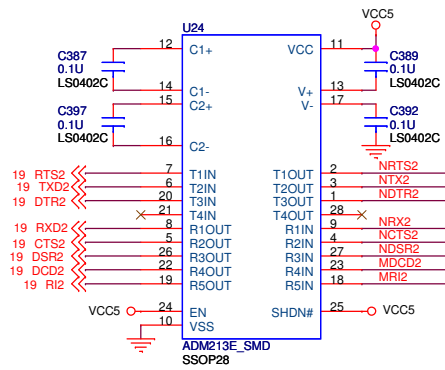 U24
VCC5
12 C1+ VCC 11
C387
0.1U
LS0402C
C389
0.1U
LS0402C
14 C1- V+ 13
15 C2+ V- 17
C397
0.1U
LS0402C
C392
0.1U
LS0402C
16 C2-
19 RTS2 7 T1IN T1OUT 2 NRTS2
19 TXD2 6 T2IN T2OUT 3 NTX2
19 DTR2 20 T3IN T3OUT 1 NDTR2
21 T4IN T4OUT 28
19 RXD2 8 R1OUT R1IN 9 NRX2
19 CTS2 5 R2OUT R2IN 4 NCTS2
19 DSR2 26 R3OUT R3IN 27 NDSR2
19 DCD2 22 R4OUT R4IN 23 MDCD2
19 RI2 19 R5OUT R5IN 18 MRI2
VCC5 24 EN SHDN# 25 VCC5
10 VSS
ADM213E_SMD
SSOP28